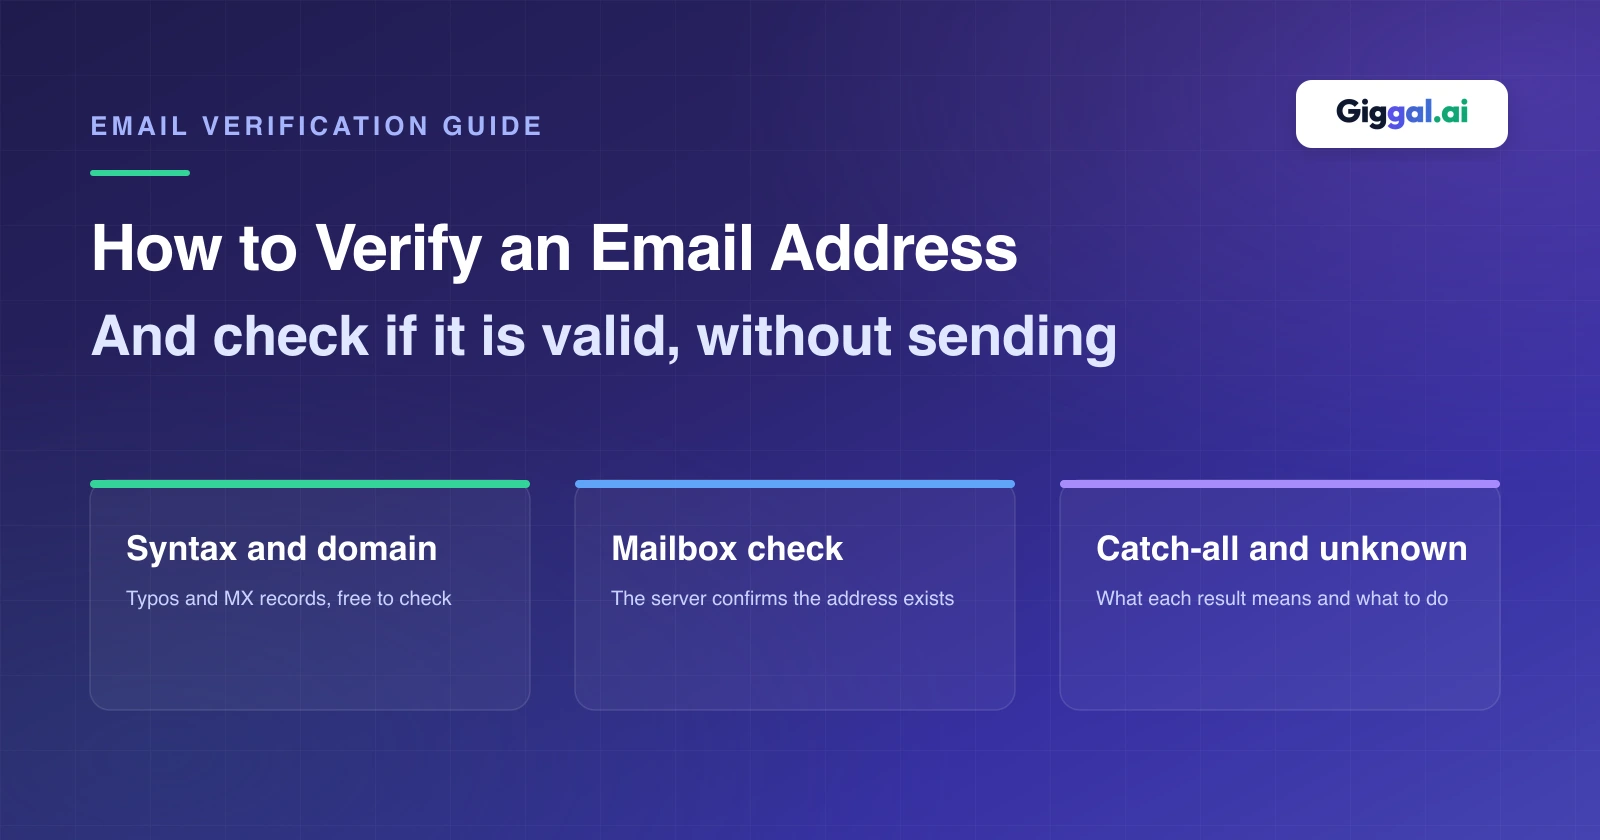 EMAIL VERIFICATION GUIDE
Giggal.ai
How to Verify an Email Address
And check if it is valid, without sending
Syntax and domain
Typos and MX records, free to check
Mailbox check
The server confirms the address exists
Catch-all and unknown
What each result means and what to do